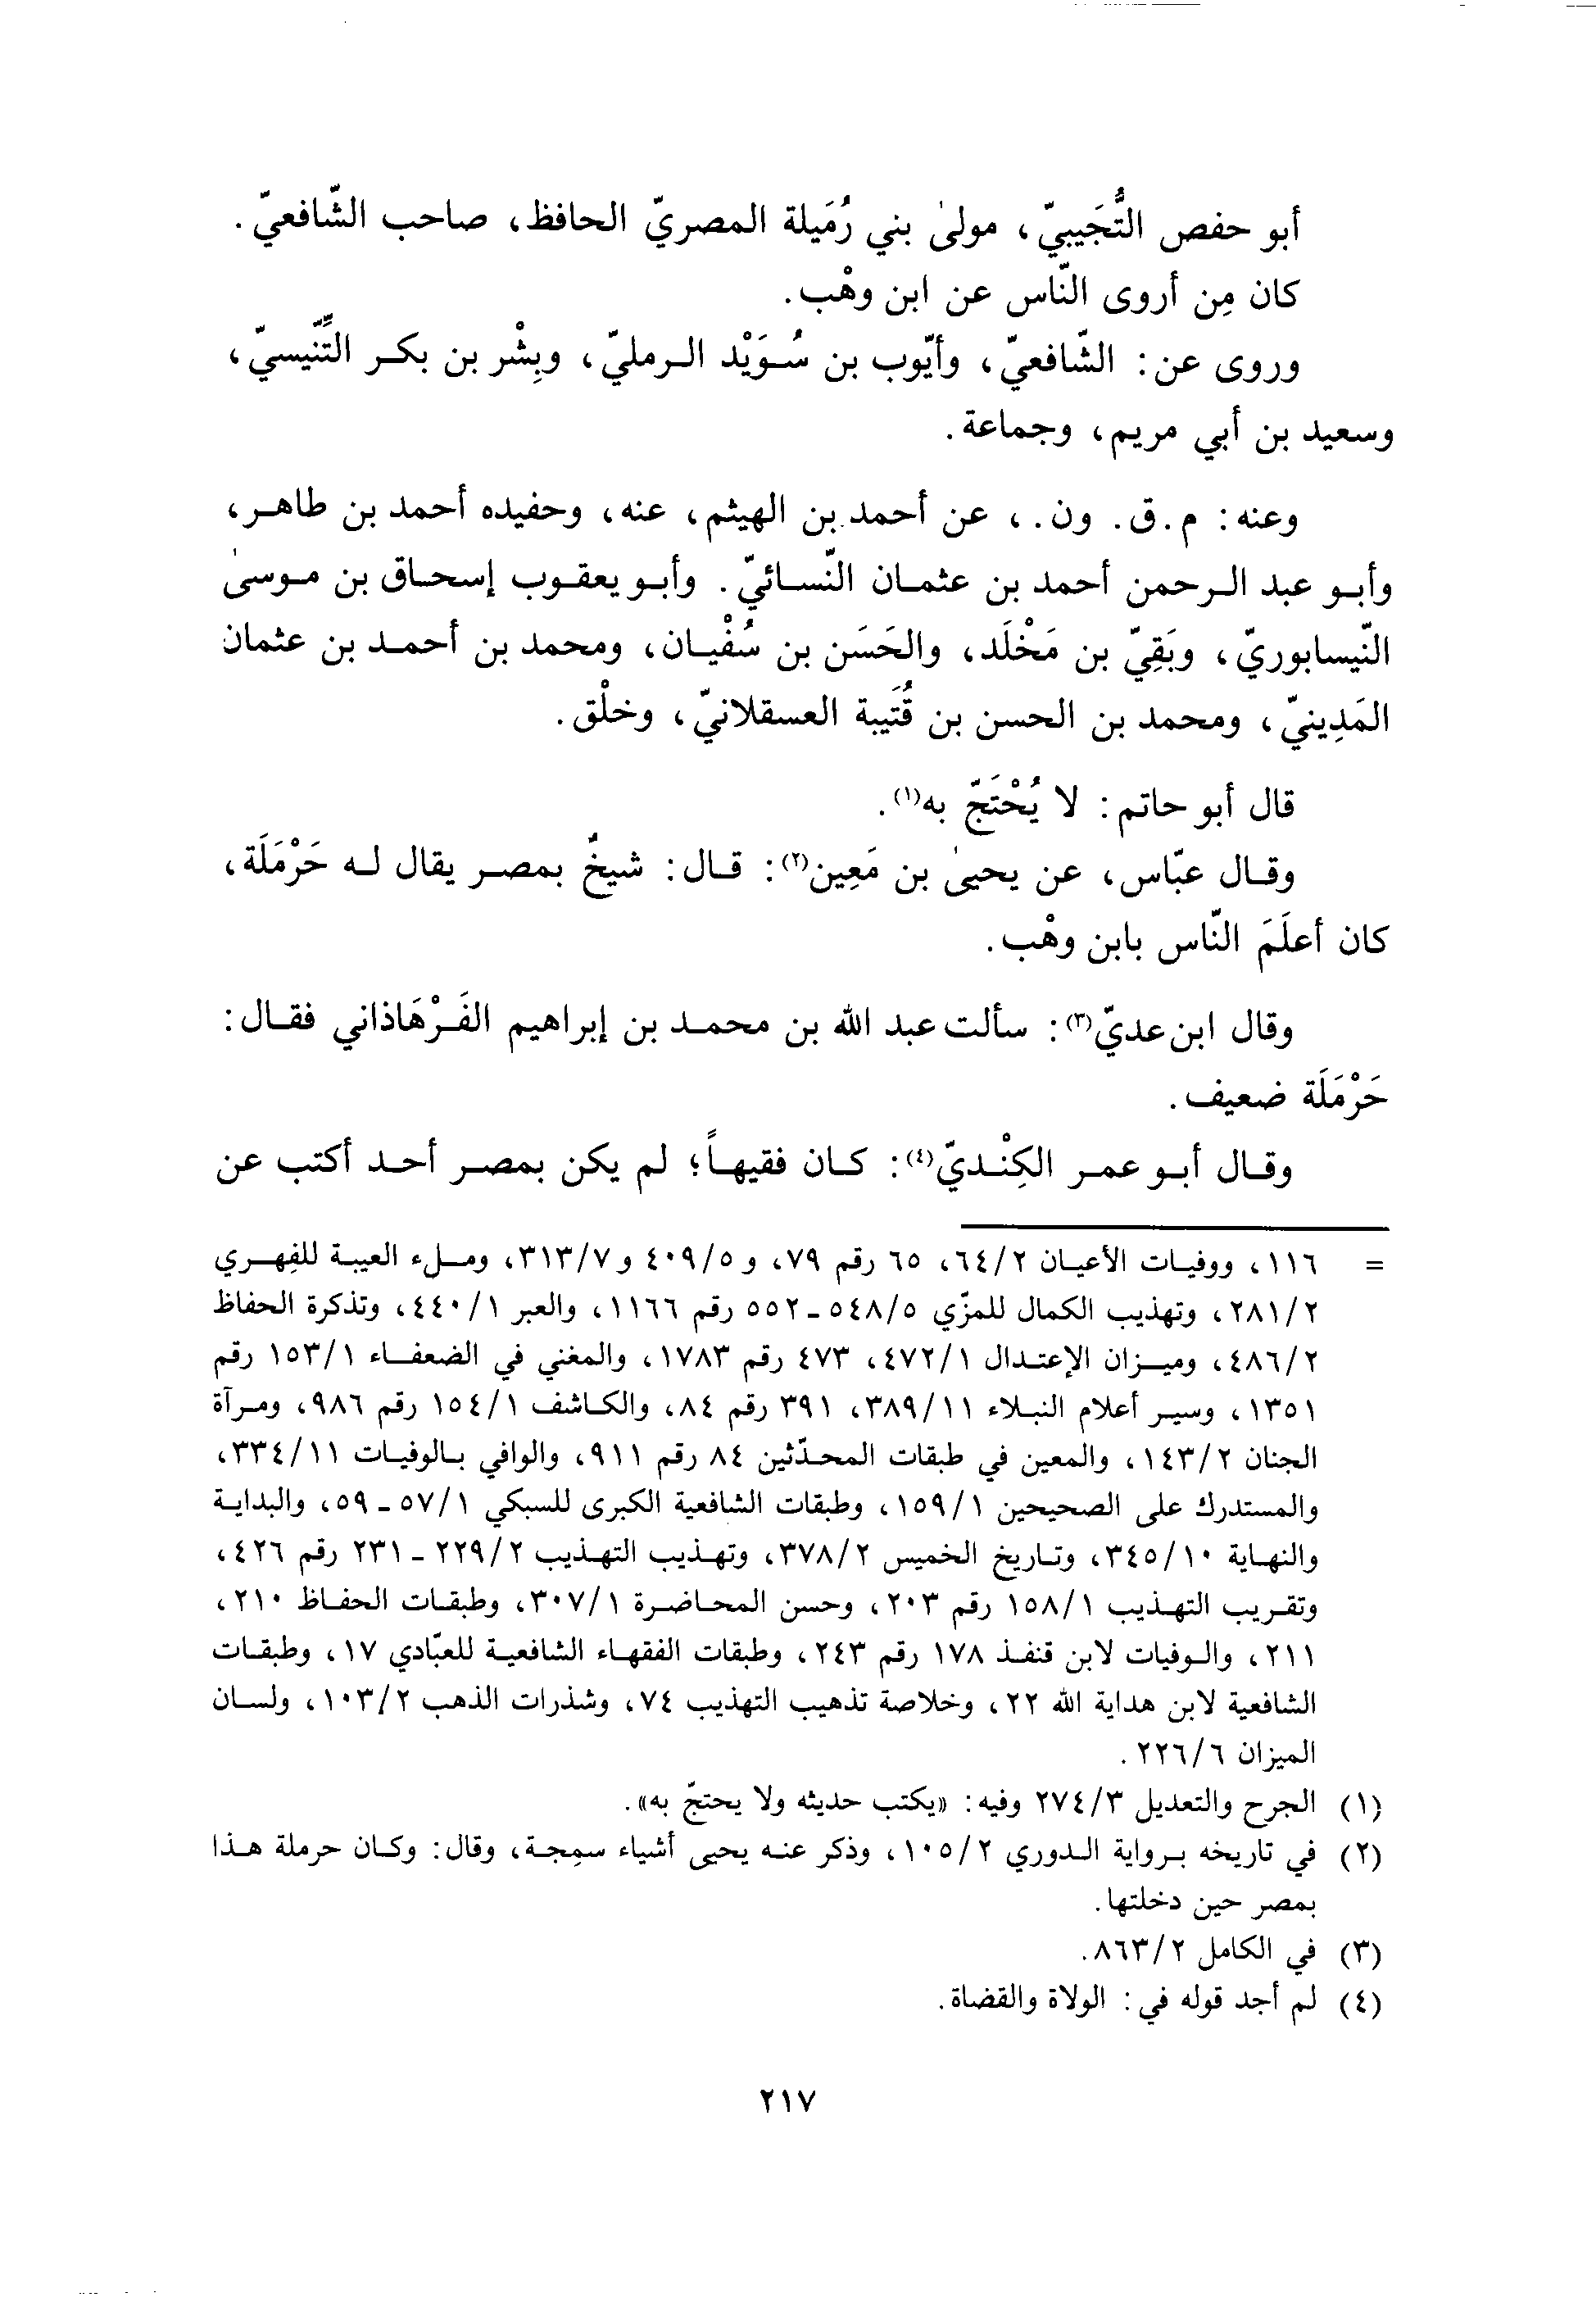 أبو حفص التُّجَيبيّ، مولىٰ بني رُمَيلة المصريّ الحافظ، صاحب الشّافعيّ.
كان مِن أروى النّاس عن ابن وهْب.
وروى عن: الشّافعيّ، وأيّوب بن سُوَيْد الرمليّ، وبِشْر بن بكر التِّنّيسيّ،
وسعيد بن أبي مريم، وجماعة.
وعنه: م.ق. ون.، عن أحمد بن الهيثم، عنه، وحفيده أحمد بن طاهر،
وأبو عبد الرحمن أحمد بن عثمان النّسائيّ. وأبو يعقوب إسحاق بن موسىٰ
النّيسابوريّ، وبَقِيّ بن مَخْلَد، والحَسَن بن سُفْيان، ومحمد بن أحمد بن عثمان
المَدِينيّ، ومحمد بن الحسن بن قُتَيبة العسقلانيّ، وخلْق.
قال أبو حاتم: لا يُحْتَجّ به(١).
وقال عبّاس، عن يحيىٰ بن مَعِين(٢): قال: شيخٌ بمصر يقال له حَرْمَلَة،
كان أعلَمَ النّاس بابن وهْب.
وقال ابن عديّ(٣): سألت عبد الله بن محمد بن إبراهيم الفَرْهَاذاني فقال:
حَرْمَلَة ضعيف.
وقال أبو عمر الكِنْديّ(٤): كان فقيهاً؛ لم يكن بمصر أحد أكتب عن
= ١١٦، ووفيات الأعيان ٦٤/٢، ٦٥ رقم ٧٩، و ٤٠٩/٥ و ٣١٣/٧، وملء العيبة للفِهري
٢٨١/٢، وتهذيب الكمال للمزّي ٥٤٨/٥ - ٥٥٢ رقم ١١٦٦، والعبر ٤٤٠/١، وتذكرة الحفاظ
٤٨٦/٢، وميزان الإعتدال ٤٧٢/١، ٤٧٣ رقم ١٧٨٣، والمغني في الضعفاء ١٥٣/١ رقم
١٣٥١، وسير أعلام النبلاء ٣٨٩/١١، ٣٩١ رقم ٨٤، والكاشف ١٥٤/١ رقم ٩٨٦، ومرآة
الجنان ١٤٣/٢، والمعين في طبقات المحدّثين ٨٤ رقم ٩١١، والوافي بالوفيات ٣٣٤/١١،
والمستدرك على الصحيحين ١٥٩/١، وطبقات الشافعية الكبرى للسبكي ٥٧/١ - ٥٩، والبداية
والنهاية ٣٤٥/١٠، وتاريخ الخميس ٣٧٨/٢، وتهذيب التهذيب ٢٢٩/٢ - ٢٣١ رقم ٤٢٦،
وتقريب التهذيب ١٥٨/١ رقم ٢٠٣، وحسن المحاضرة ٣٠٧/١، وطبقات الحفاظ ٢١٠،
٢١١، والوفيات لابن قنفذ ١٧٨ رقم ٢٤٣، وطبقات الفقهاء الشافعية للعبّادي ١٧، وطبقات
الشافعية لابن هداية الله ٢٢، وخلاصة تذهيب التهذيب ٧٤، وشذرات الذهب ١٠٣/٢، ولسان
الميزان ٢٢٦/٦.
(١) الجرح والتعديل ٢٧٤/٣ وفيه: «يكتب حديثه ولا يحتجّ به».
(٢) في تاريخه برواية الدوري ١٠٥/٢، وذكر عنه يحيى أشياء سمِجة، وقال: وكان حرملة هذا
بمصر حين دخلتها.
(٣) في الكامل ٨٦٣/٢.
(٤) لم أجد قوله في: الولاة والقضاة.
٢١٧